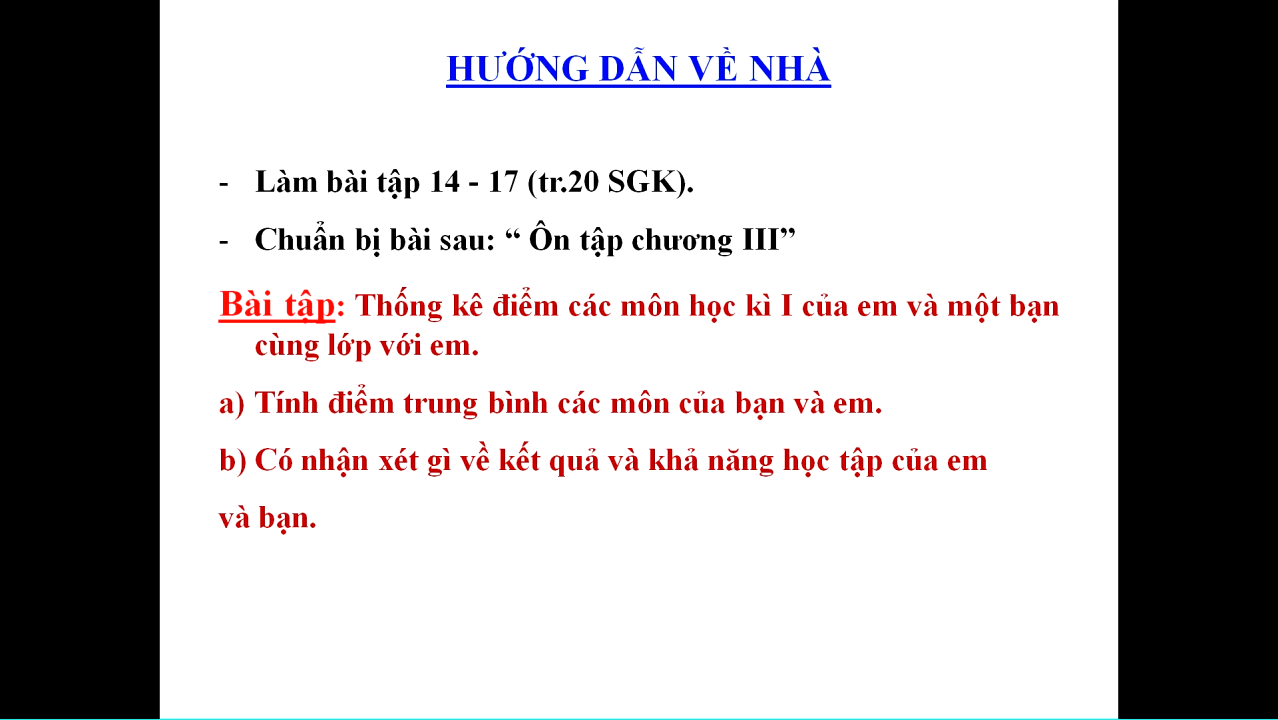 HƯỚNG DẪN VỀ NHÀ
- Làm bài tập 14 - 17 (tr.20 SGK).
- Chuẩn bị bài sau: “ Ôn tập chương III”
Bài tập: Thống kê điểm các môn học kì I của em và một bạn
cùng lớp với em.
a) Tính điểm trung bình các môn của bạn và em.
b) Có nhận xét gì về kết quả và khả năng học tập của em
và bạn.